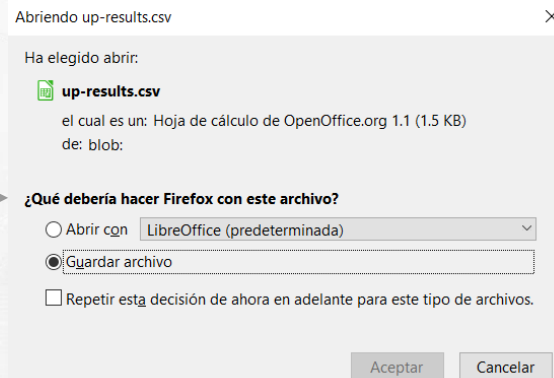 Abriendo up-results.csv
Ha elegido abrir:
up-results.csv
el cual es un: Hoja de cálculo de OpenOffice.org 1.1 (1.5 KB)
de: blob:
¿Qué debería hacer Firefox con este archivo?
Abrir con LibreOffice (predeterminada)
Guardar archivo
Repetir esta decisión de ahora en adelante para este tipo de archivos.
Aceptar Cancelar